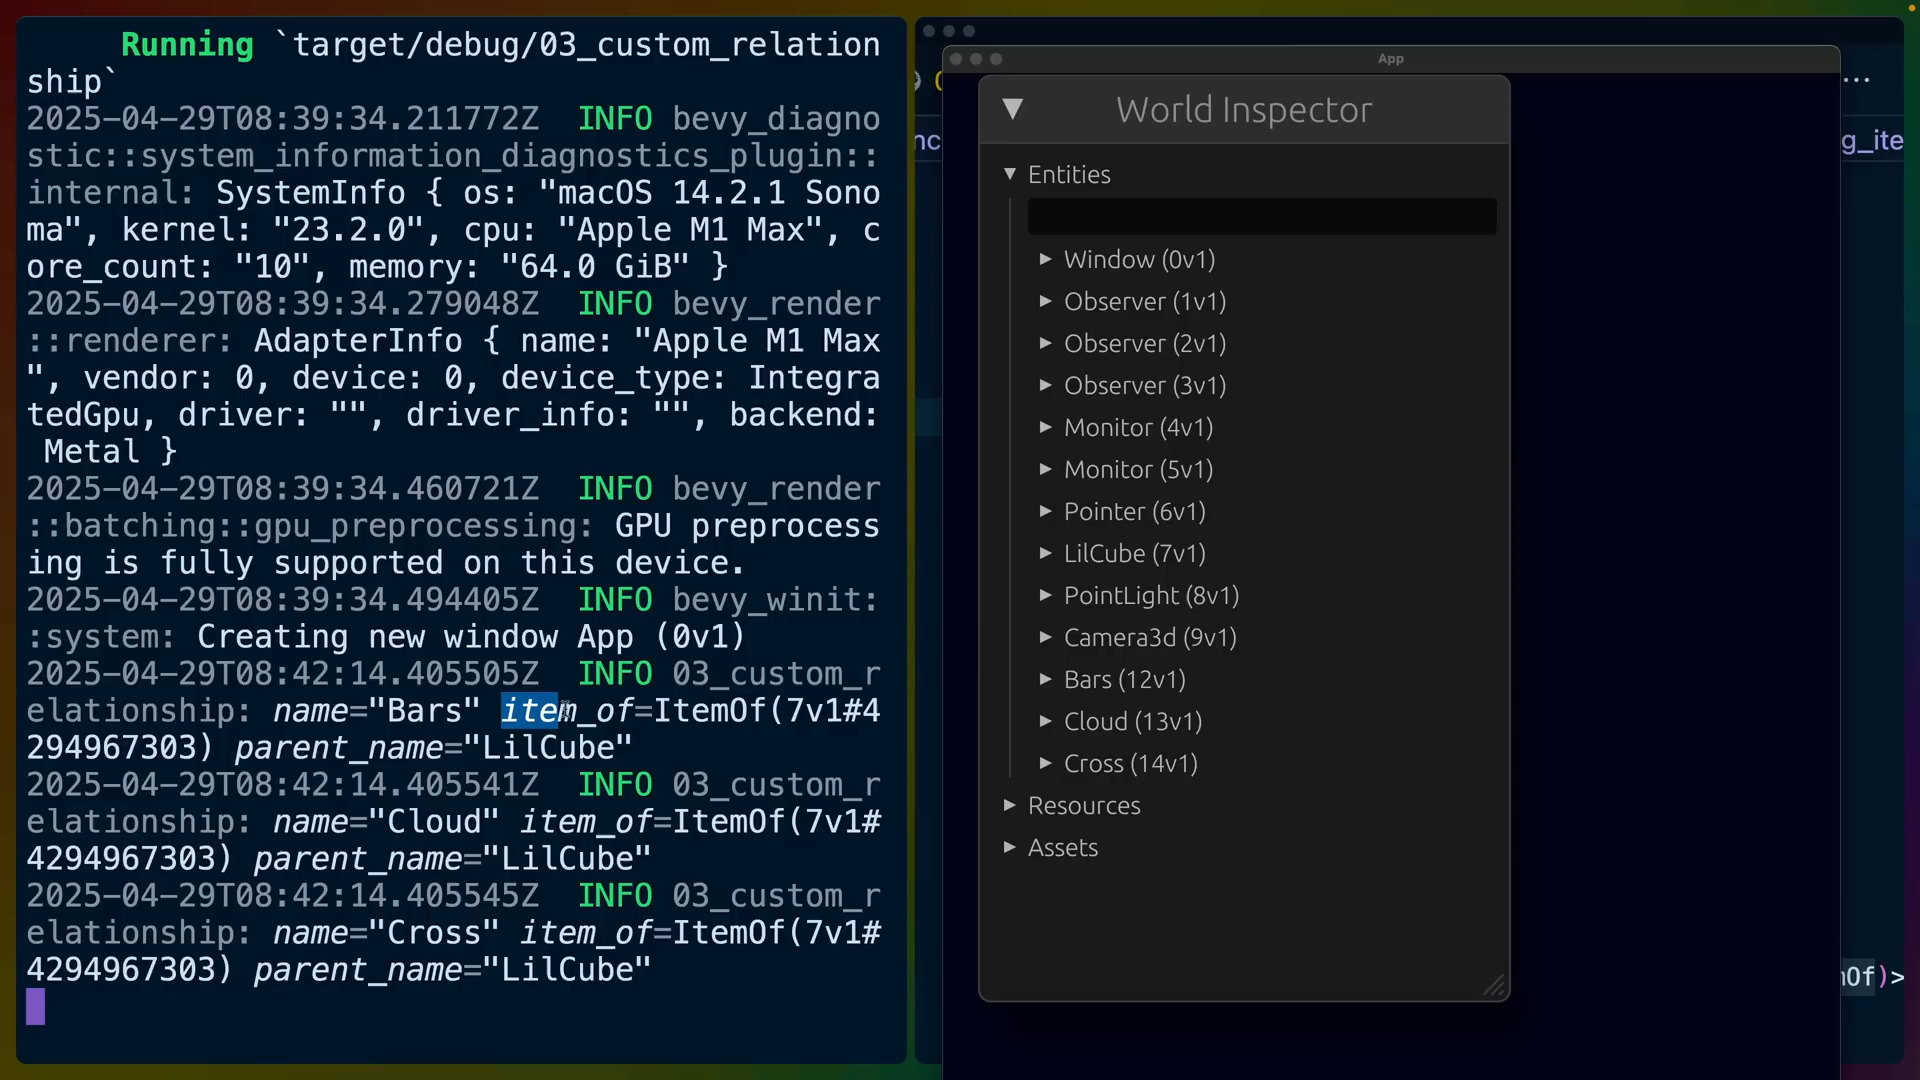 Running `target/debug/03_custom_relation
ship`
2025-04-29T08:39:34.211772Z  INFO bevy_diagno
stic::system_information_diagnostics_plugin::
internal: SystemInfo { os: "macOS 14.2.1 Sono
ma", kernel: "23.2.0", cpu: "Apple M1 Max", c
ore_count: "10", memory: "64.0 GiB" }
2025-04-29T08:39:34.279048Z  INFO bevy_render
::renderer: AdapterInfo { name: "Apple M1 Max
", vendor: 0, device: 0, device_type: Integra
tedGpu, driver: "", driver_info: "", backend:
Metal }
2025-04-29T08:39:34.460721Z  INFO bevy_render
::batching::gpu_preprocessing: GPU preprocess
ing is fully supported on this device.
2025-04-29T08:39:34.494405Z  INFO bevy_winit:
:system: Creating new window App (0v1)
2025-04-29T08:42:14.405505Z  INFO 03_custom_r
elationship: name="Bars" item_of=ItemOf(7v1#4
294967303) parent_name="LilCube"
2025-04-29T08:42:14.405541Z  INFO 03_custom_r
elationship: name="Cloud" item_of=ItemOf(7v1#
4294967303) parent_name="LilCube"
2025-04-29T08:42:14.405545Z  INFO 03_custom_r
elationship: name="Cross" item_of=ItemOf(7v1#
4294967303) parent_name="LilCube"
App
World Inspector
Entities
Window (0v1)
Observer (1v1)
Observer (2v1)
Observer (3v1)
Monitor (4v1)
Monitor (5v1)
Pointer (6v1)
LilCube (7v1)
PointLight (8v1)
Camera3d (9v1)
Bars (12v1)
Cloud (13v1)
Cross (14v1)
Resources
Assets
nc
g_ite
Of)>